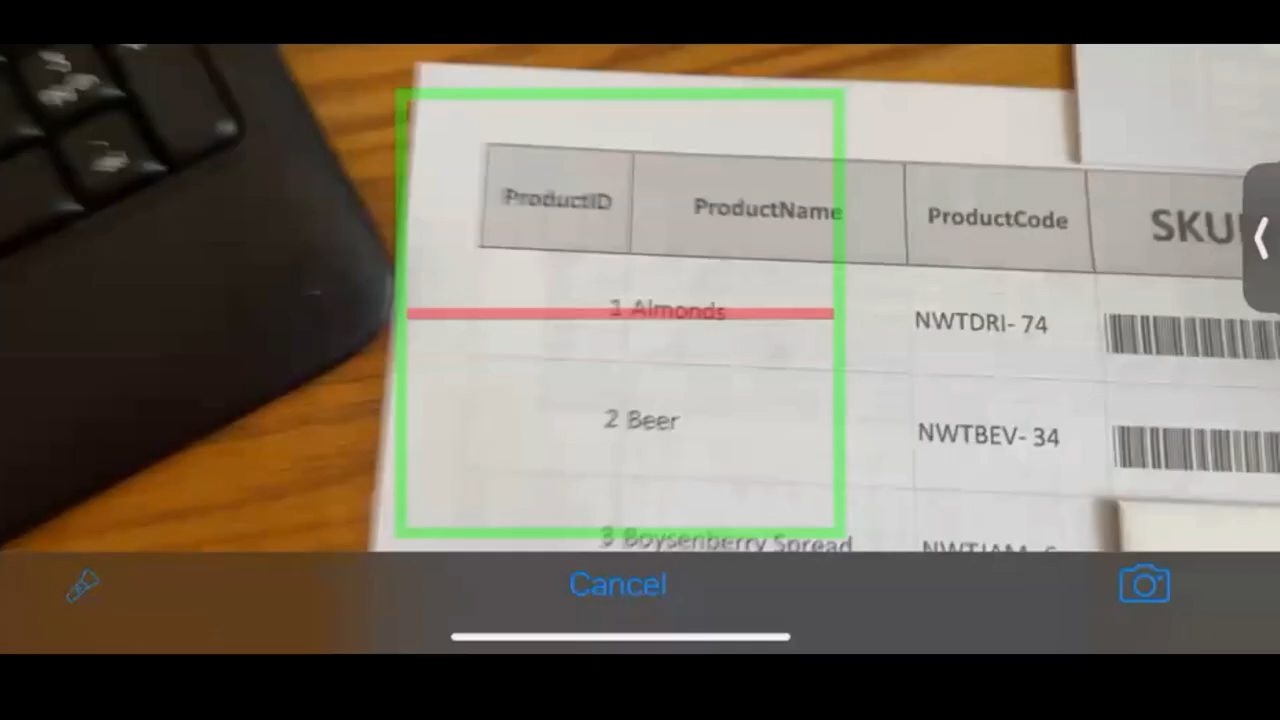 ProductID ProductName ProductCode SKU
1 Almonds NWTDRI- 74
2 Beer NWTBEV- 34
3 Boysenberry Spread
Cancel